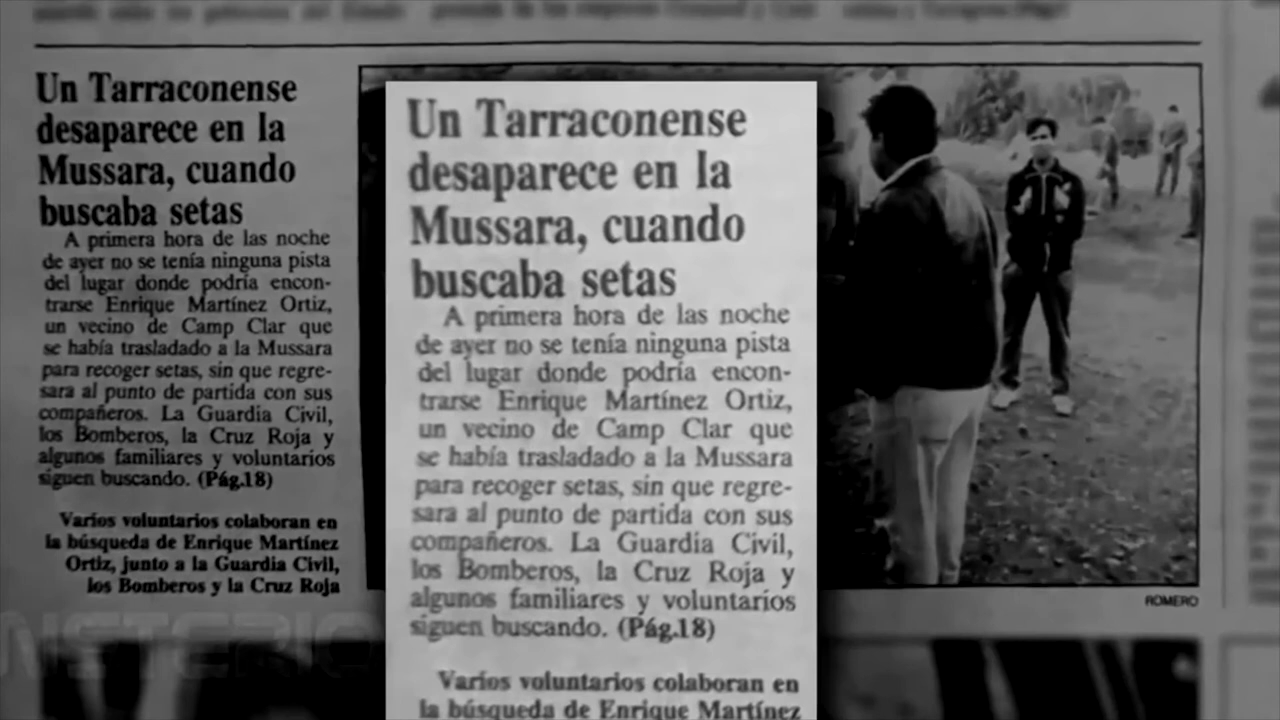 Un Tarraconense
desaparece en la
Mussara, cuando
buscaba setas
A primera hora de las noche
de ayer no se tenía ninguna pista
del lugar donde podría encon-
trarse Enrique Martínez Ortiz,
un vecino de Camp Clar que
se había trasladado a la Mussara
para recoger setas, sin que regre-
sara al punto de partida con sus
compañeros. La Guardia Civil,
los Bomberos, la Cruz Roja y
algunos familiares y voluntarios
siguen buscando. (Pág.18)
Varios voluntarios colaboran en
la búsqueda de Enrique Martínez
Ortiz, junto a la Guardia Civil,
los Bomberos y la Cruz Roja
Un Tarraconense
desaparece en la
Mussara, cuando
buscaba setas
A primera hora de las noche
de ayer no se tenía ninguna pista
del lugar donde podría encon-
trarse Enrique Martínez Ortiz,
un vecino de Camp Clar que
se había trasladado a la Mussara
para recoger setas, sin que regre-
sara al punto de partida con sus
compañeros. La Guardia Civil,
los Bomberos, la Cruz Roja y
algunos familiares y voluntarios
siguen buscando. (Pág.18)
Varios voluntarios colaboran en
la búsqueda de Enrique Martínez
ROMERO